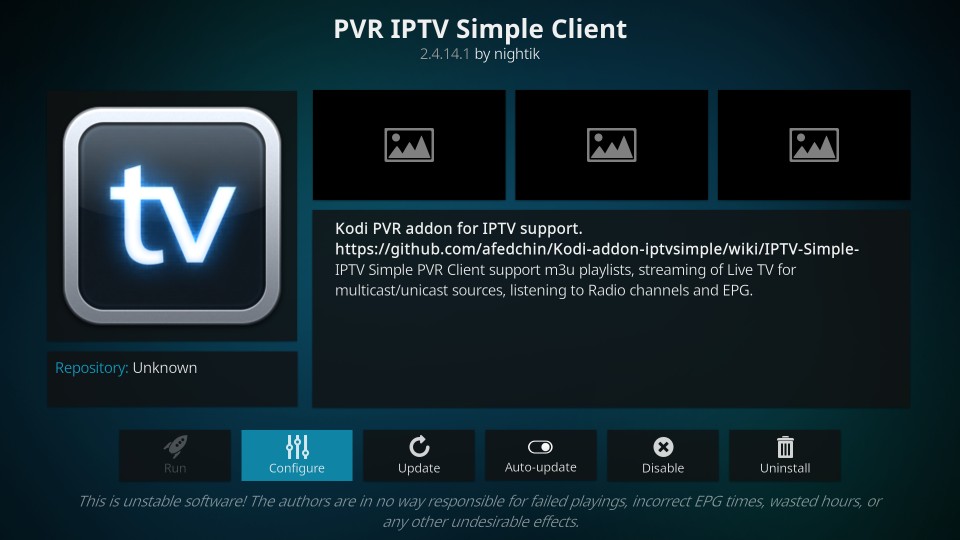 PVR IPTV Simple Client
2.4.14.1 by nightik
tv
Kodi PVR addon for IPTV support.
https://github.com/afedchin/Kodi-addon-iptvsimple/wiki/IPTV-Simple-
IPTV Simple PVR Client support m3u playlists, streaming of Live TV for
multicast/unicast sources, listening to Radio channels and EPG.
Repository: Unknown
Run
Configure
Update
Auto-update
Disable
Uninstall
This is unstable software! The authors are in no way responsible for failed playings, incorrect EPG times, wasted hours, or
any other undesirable effects.